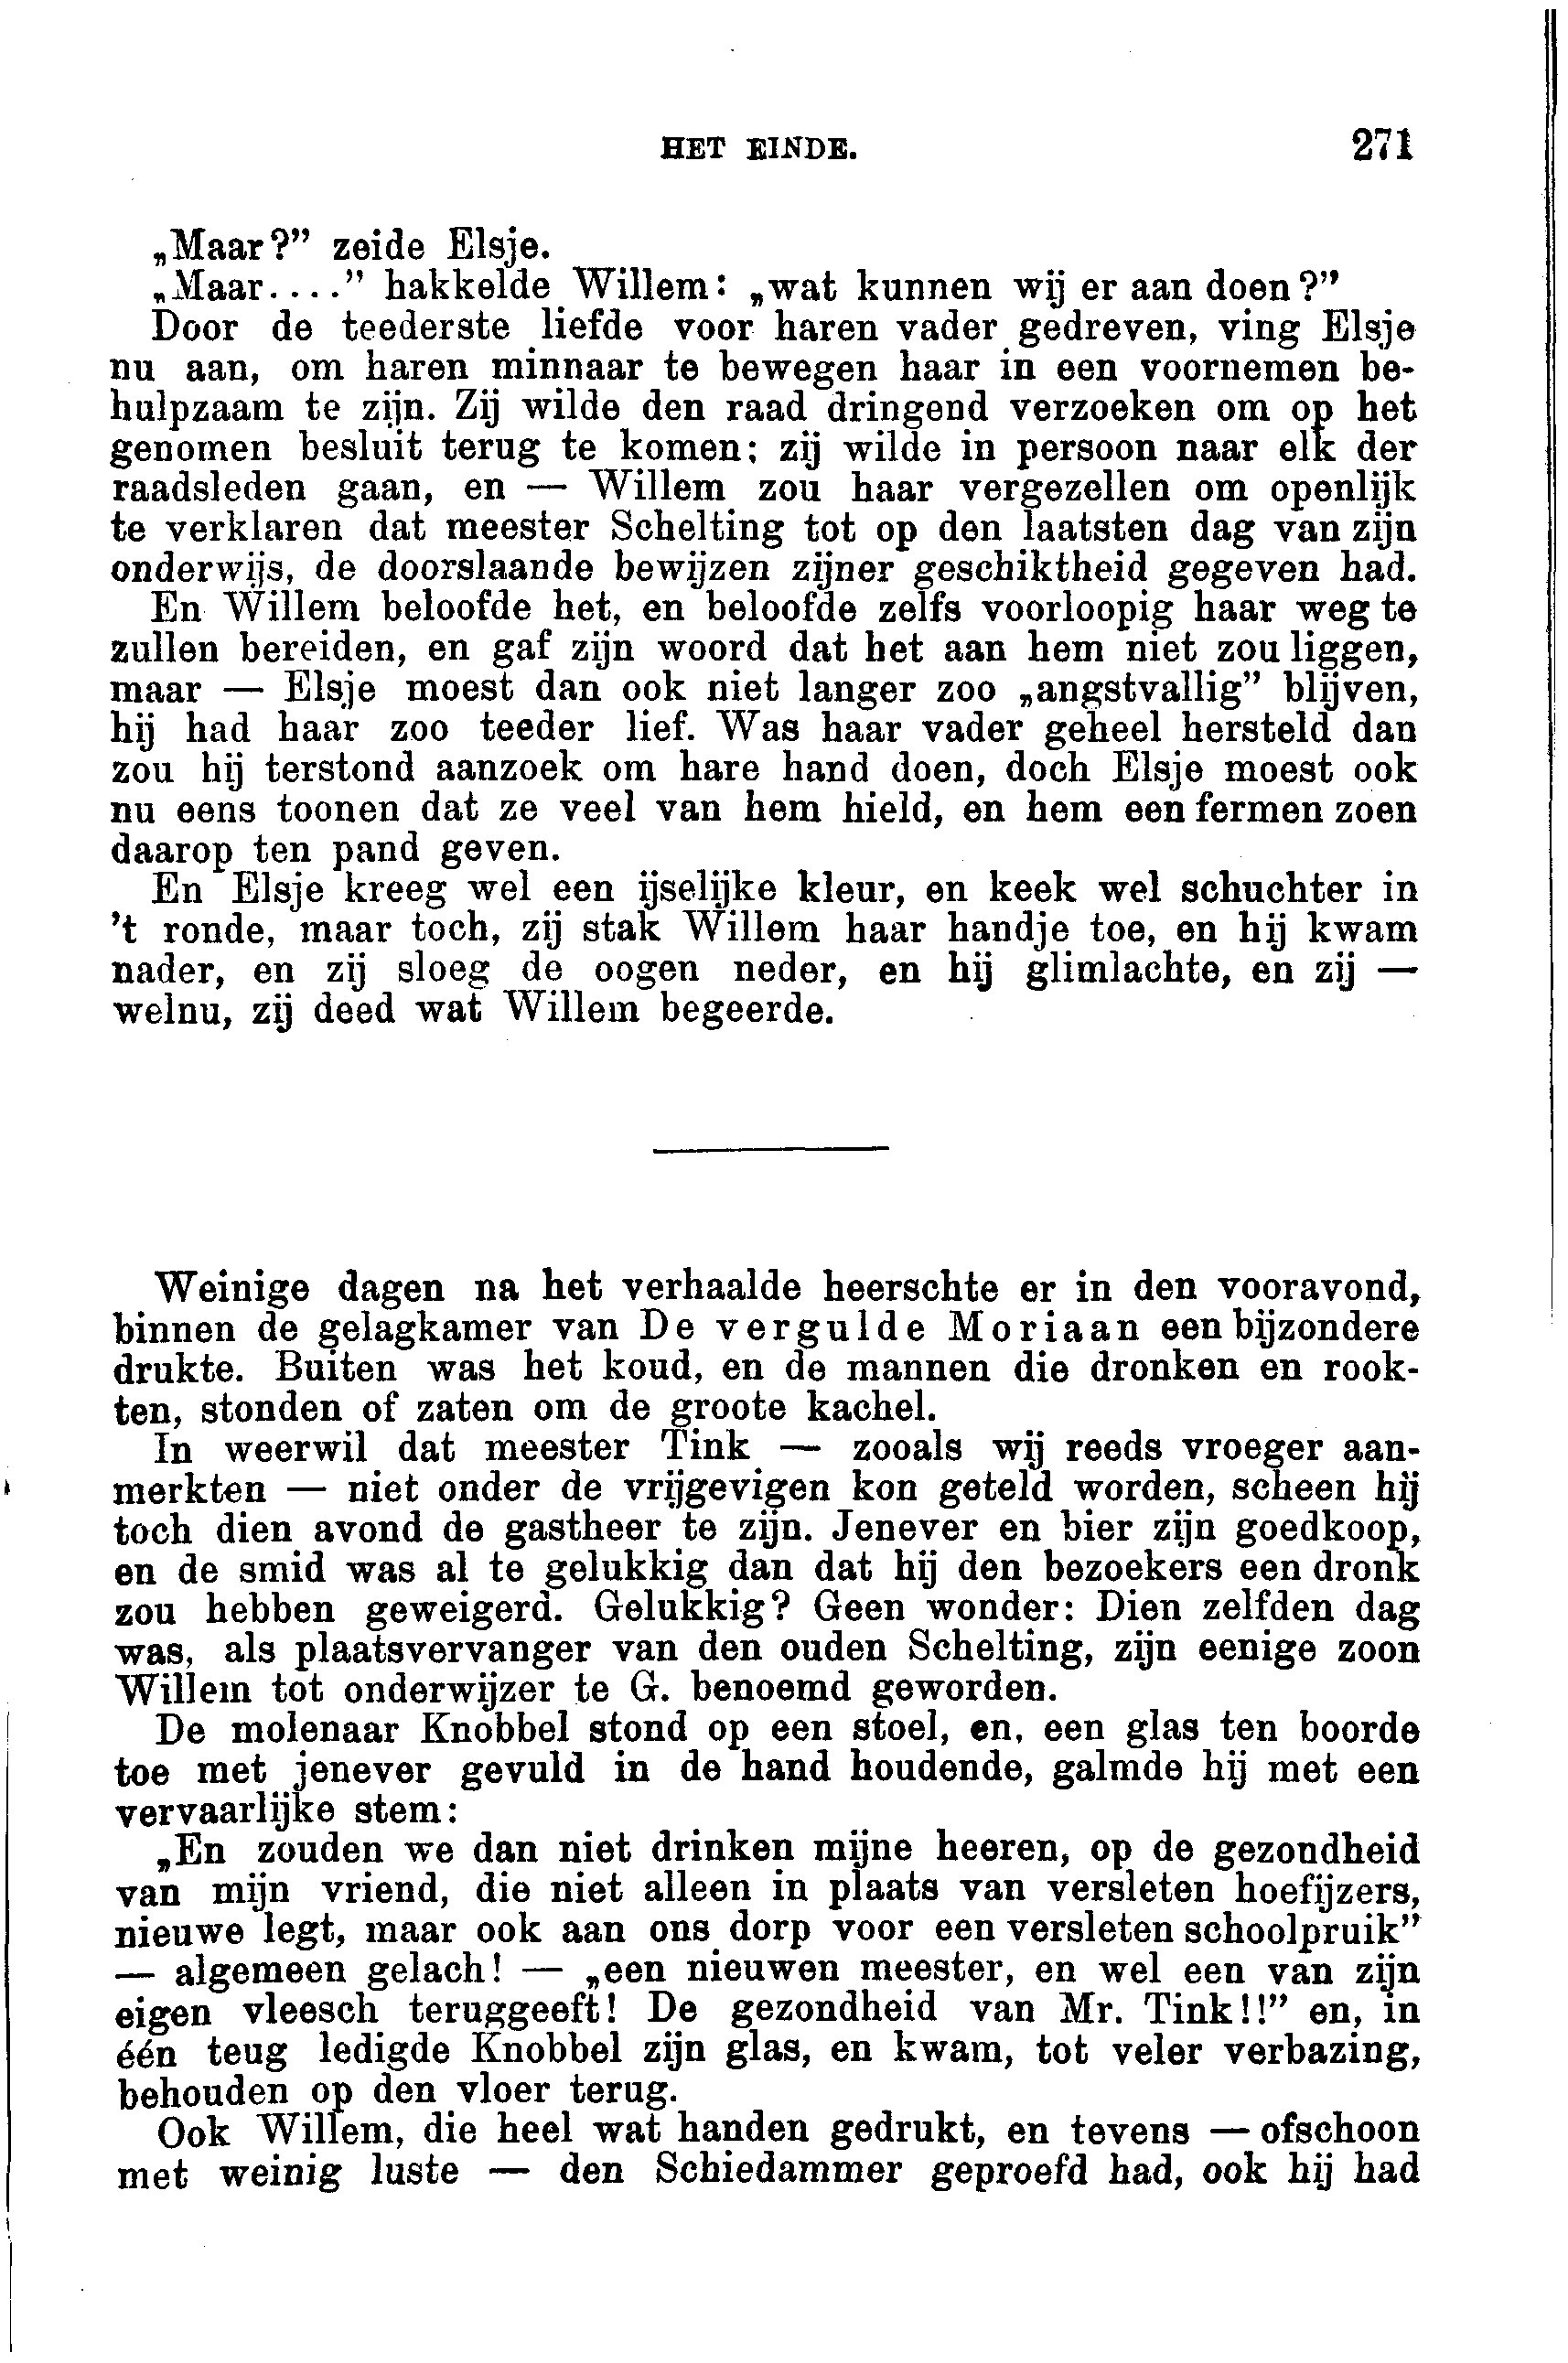 HET EINDE. 271
„Maar?” zeide Elsje.
„Maar....” hakkelde Willem: „wat kunnen wij er aan doen?”
Door de teederste liefde voor haren vader gedreven, ving Elsje
nu aan, om haren minnaar te bewegen haar in een voornemen be-
hulpzaam te zijn. Zij wilde den raad dringend verzoeken om op het
genomen besluit terug te komen; zij wilde in persoon naar elk der
raadsleden gaan, en — Willem zou haar vergezellen om openlijk
te verklaren dat meester Schelting tot op den laatsten dag van zijn
onderwijs, de doorslaande bewijzen zijner geschiktheid gegeven had.
En Willem beloofde het, en beloofde zelfs voorloopig haar weg te
zullen bereiden, en gaf zijn woord dat het aan hem niet zou liggen,
maar — Elsje moest dan ook niet langer zoo „angstvallig” blijven,
hij had haar zoo teeder lief. Was haar vader geheel hersteld dan
zou hij terstond aanzoek om hare hand doen, doch Elsje moest ook
nu eens toonen dat ze veel van hem hield, en hem een fermen zoen
daarop ten pand geven.
En Elsje kreeg wel een ijselijke kleur, en keek wel schuchter in
’t ronde, maar toch, zij stak Willem haar handje toe, en hij kwam
nader, en zij sloeg de oogen neder, en hij glimlachte, en zij —
welnu, zij deed wat Willem begeerde.
Weinige dagen na het verhaalde heerschte er in den vooravond,
binnen de gelagkamer van De vergulde Moriaan een bijzondere
drukte. Buiten was het koud, en de mannen die dronken en rook-
ten, stonden of zaten om de groote kachel.
In weerwil dat meester Tink — zooals wij reeds vroeger aan-
merkten — niet onder de vrijgevigen kon geteld worden, scheen hij
toch dien avond de gastheer te zijn. Jenever en bier zijn goedkoop,
en de smid was al te gelukkig dan dat hij den bezoekers een dronk
zou hebben geweigerd. Gelukkig? Geen wonder: Dien zelfden dag
was, als plaatsvervanger van den ouden Schelting, zijn eenige zoon
Willem tot onderwijzer te G. benoemd geworden.
De molenaar Knobbel stond op een stoel, en, een glas ten boorde
toe met jenever gevuld in de hand houdende, galmde hij met een
vervaarlijke stem:
„En zouden we dan niet drinken mijne heeren, op de gezondheid
van mijn vriend, die niet alleen in plaats van versleten hoefijzers,
nieuwe legt, maar ook aan ons dorp voor een versleten schoolpruik”
— algemeen gelach! — „een nieuwen meester, en wel een van zijn
eigen vleesch teruggeeft! De gezondheid van Mr. Tink!!” en, in
één teug ledigde Knobbel zijn glas, en kwam, tot veler verbazing,
behouden op den vloer terug.
Ook Willem, die heel wat handen gedrukt, en tevens — ofschoon
met weinig luste — den Schiedammer geproefd had, ook hij had